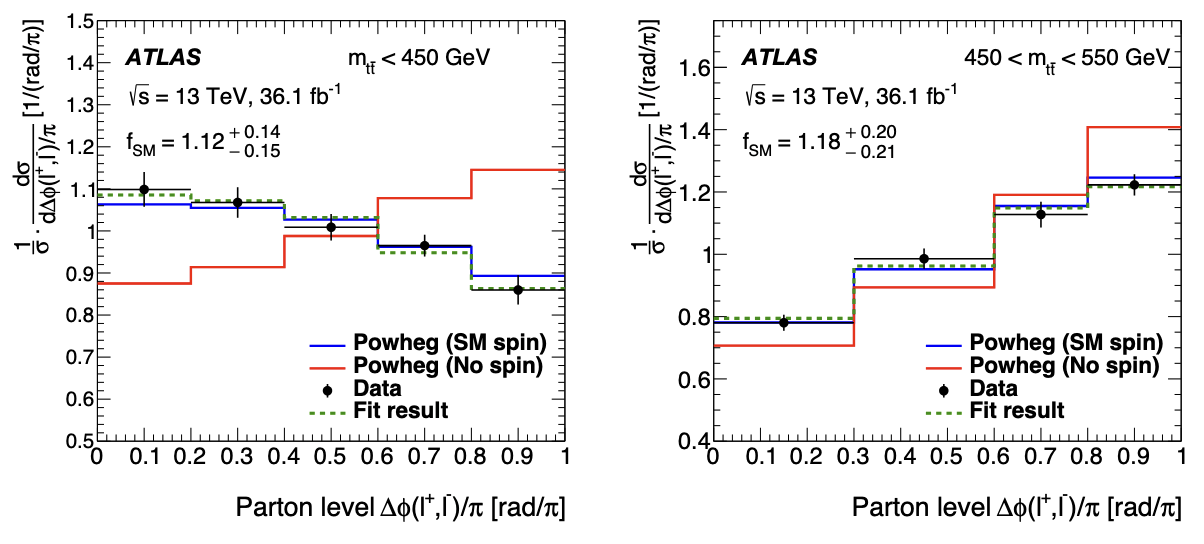 1/σ · dσ/dΔϕ(l⁺,l⁻)/π [1/(rad/π)]
1.5
1.4
1.3
1.2
1.1
1
0.9
0.8
0.7
0.6
0.5
ATLAS
m_tt̄ < 450 GeV
√s = 13 TeV, 36.1 fb⁻¹
f_SM = 1.12 + 0.14 − 0.15
Powheg (SM spin)
Powheg (No spin)
Data
Fit result
0 0.1 0.2 0.3 0.4 0.5 0.6 0.7 0.8 0.9 1
Parton level Δϕ(l⁺,l⁻)/π [rad/π]
1/σ · dσ/dΔϕ(l⁺,l⁻)/π [1/(rad/π)]
1.6
1.4
1.2
1
0.8
0.6
0.4
ATLAS
450 < m_tt̄ < 550 GeV
√s = 13 TeV, 36.1 fb⁻¹
f_SM = 1.18 + 0.20 − 0.21
Powheg (SM spin)
Powheg (No spin)
Data
Fit result
0 0.1 0.2 0.3 0.4 0.5 0.6 0.7 0.8 0.9 1
Parton level Δϕ(l⁺,l⁻)/π [rad/π]